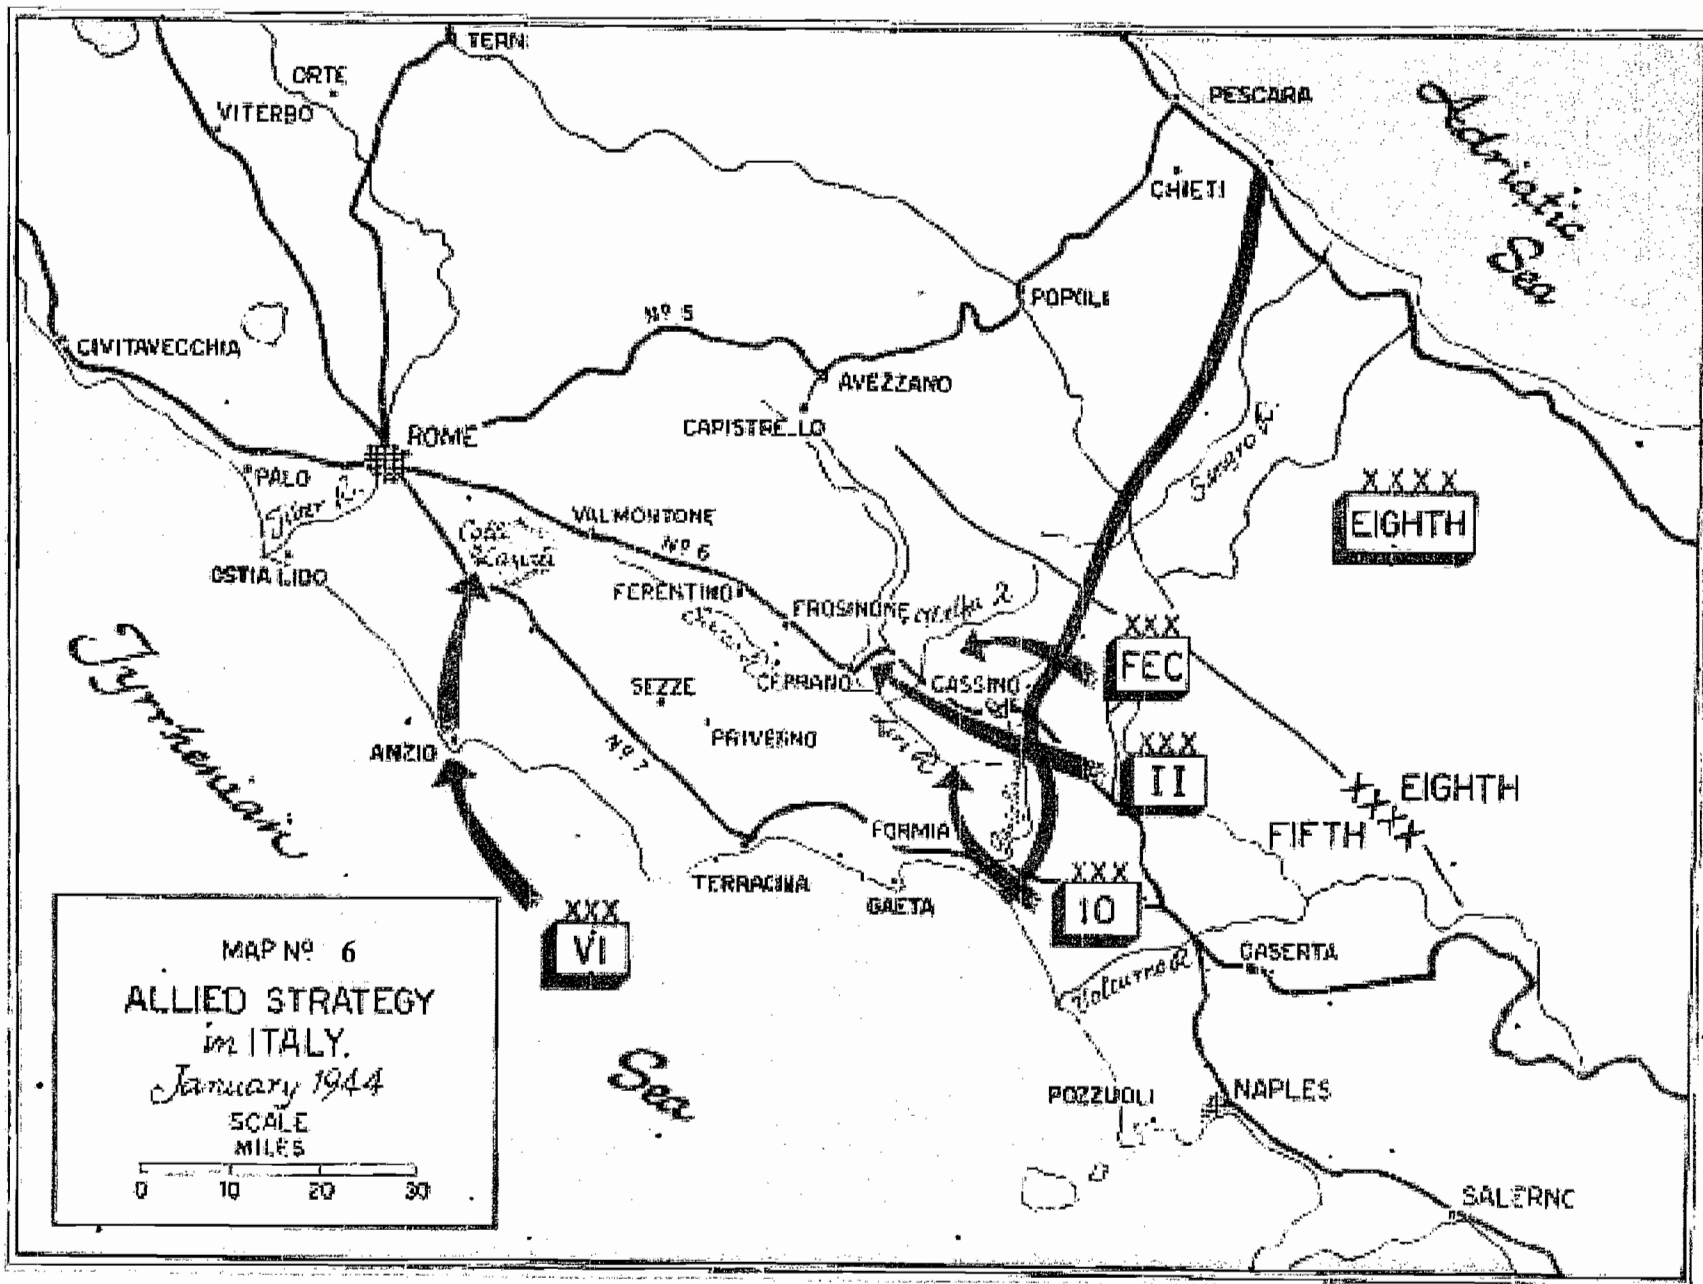 TERNI
ORTE
VITERBO
PESCARA
CHIETI
Adriatic
Sea
POPOLI
Nº 5
CIVITAVECCHIA
AVEZZANO
CAPISTRELLO
ROME
PALO
Tiber R.
OSTIA LIDO
VALMONTONE
Nº 6
FERENTINO
FROSINONE
XXXX
EIGHTH
XXX
FEC
CEPRANO
CASSINO
SEZZE
PRIVERNO
Nº 7
ANZIO
Tyrrhenian
Sea
Liri R.
XXX
II
EIGHTH
XXXX
FIFTH
FORMIA
TERRACINA
GAETA
XXX
10
XXX
VI
CASERTA
Volturno R
POZZUOLI
NAPLES
SALERNO
MAP Nº 6
ALLIED STRATEGY
in ITALY.
January 1944
SCALE
MILES
0 10 20 30